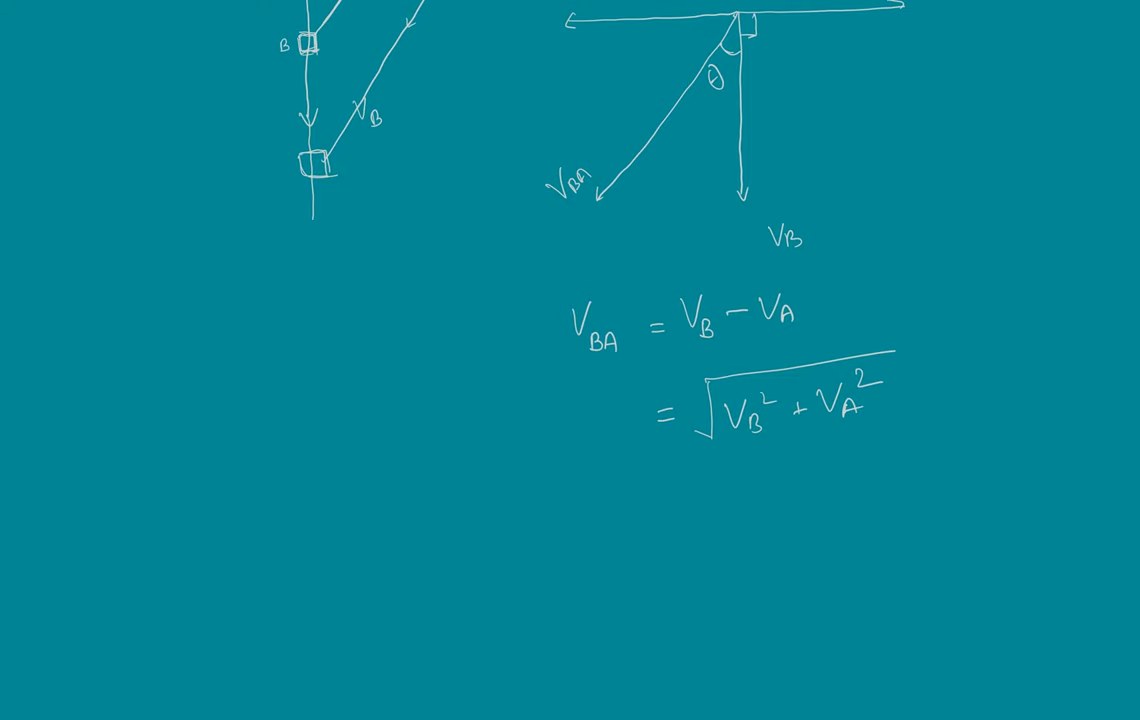 B
V_B
θ
V_BA
V_B
V_BA = V_B - V_A
= √(V_B² + V_A²)